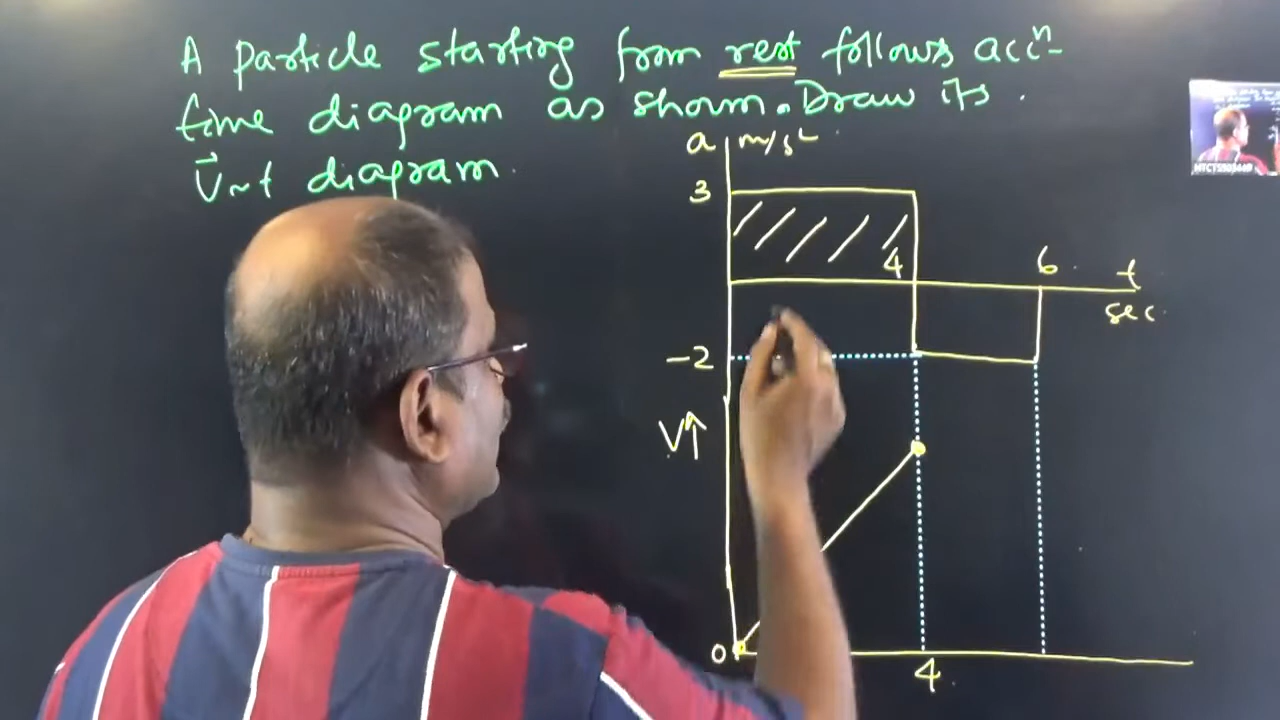 A particle starting from rest follows accⁿ-
time diagram as shown. Draw its
v⃗~t diagram.
a m/s²
3
4
6
t
sec.
-2
V↑
0
4